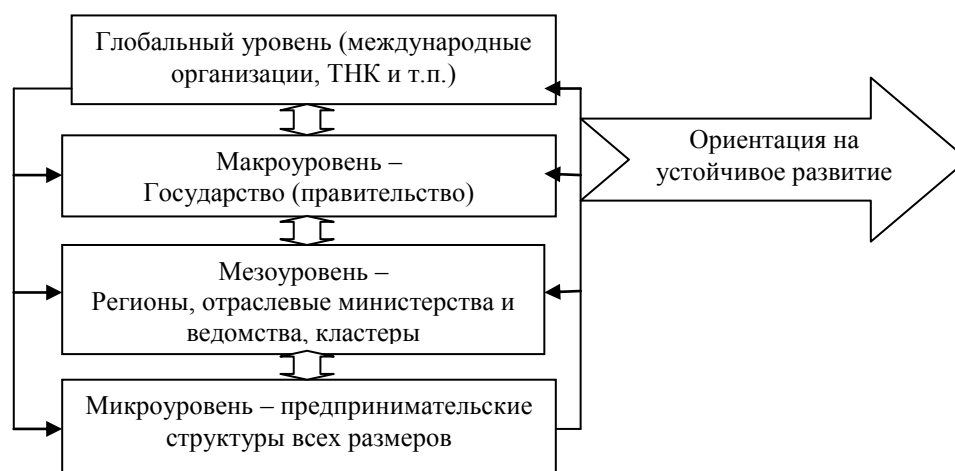 Глобальный уровень (международные
организации, ТНК и т.п.)
Ориентация на
устойчивое развитие
Макроуровень –
Государство (правительство)
Мезоуровень –
Регионы, отраслевые министерства и
ведомства, кластеры
Микроуровень – предпринимательские
структуры всех размеров